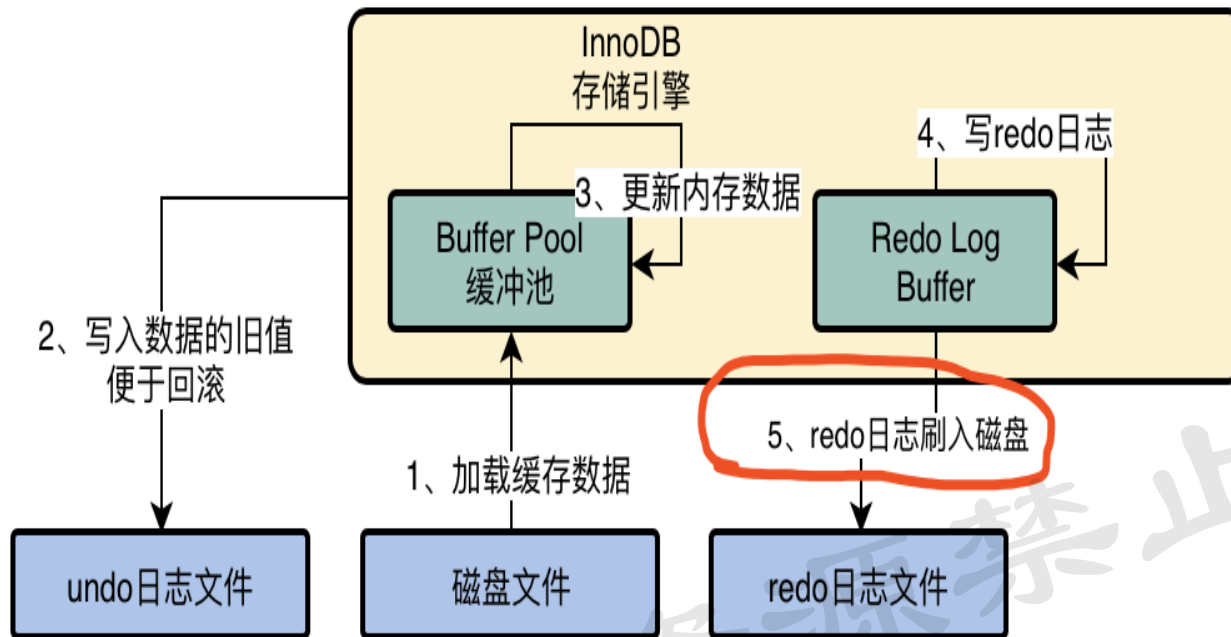 InnoDB
存储引擎
4、写redo日志
3、更新内存数据
Buffer Pool
缓冲池
Redo Log
Buffer
2、写入数据的旧值
便于回滚
5、redo日志刷入磁盘
1、加载缓存数据
undo日志文件
磁盘文件
redo日志文件
源禁止